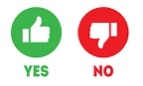 YES NO